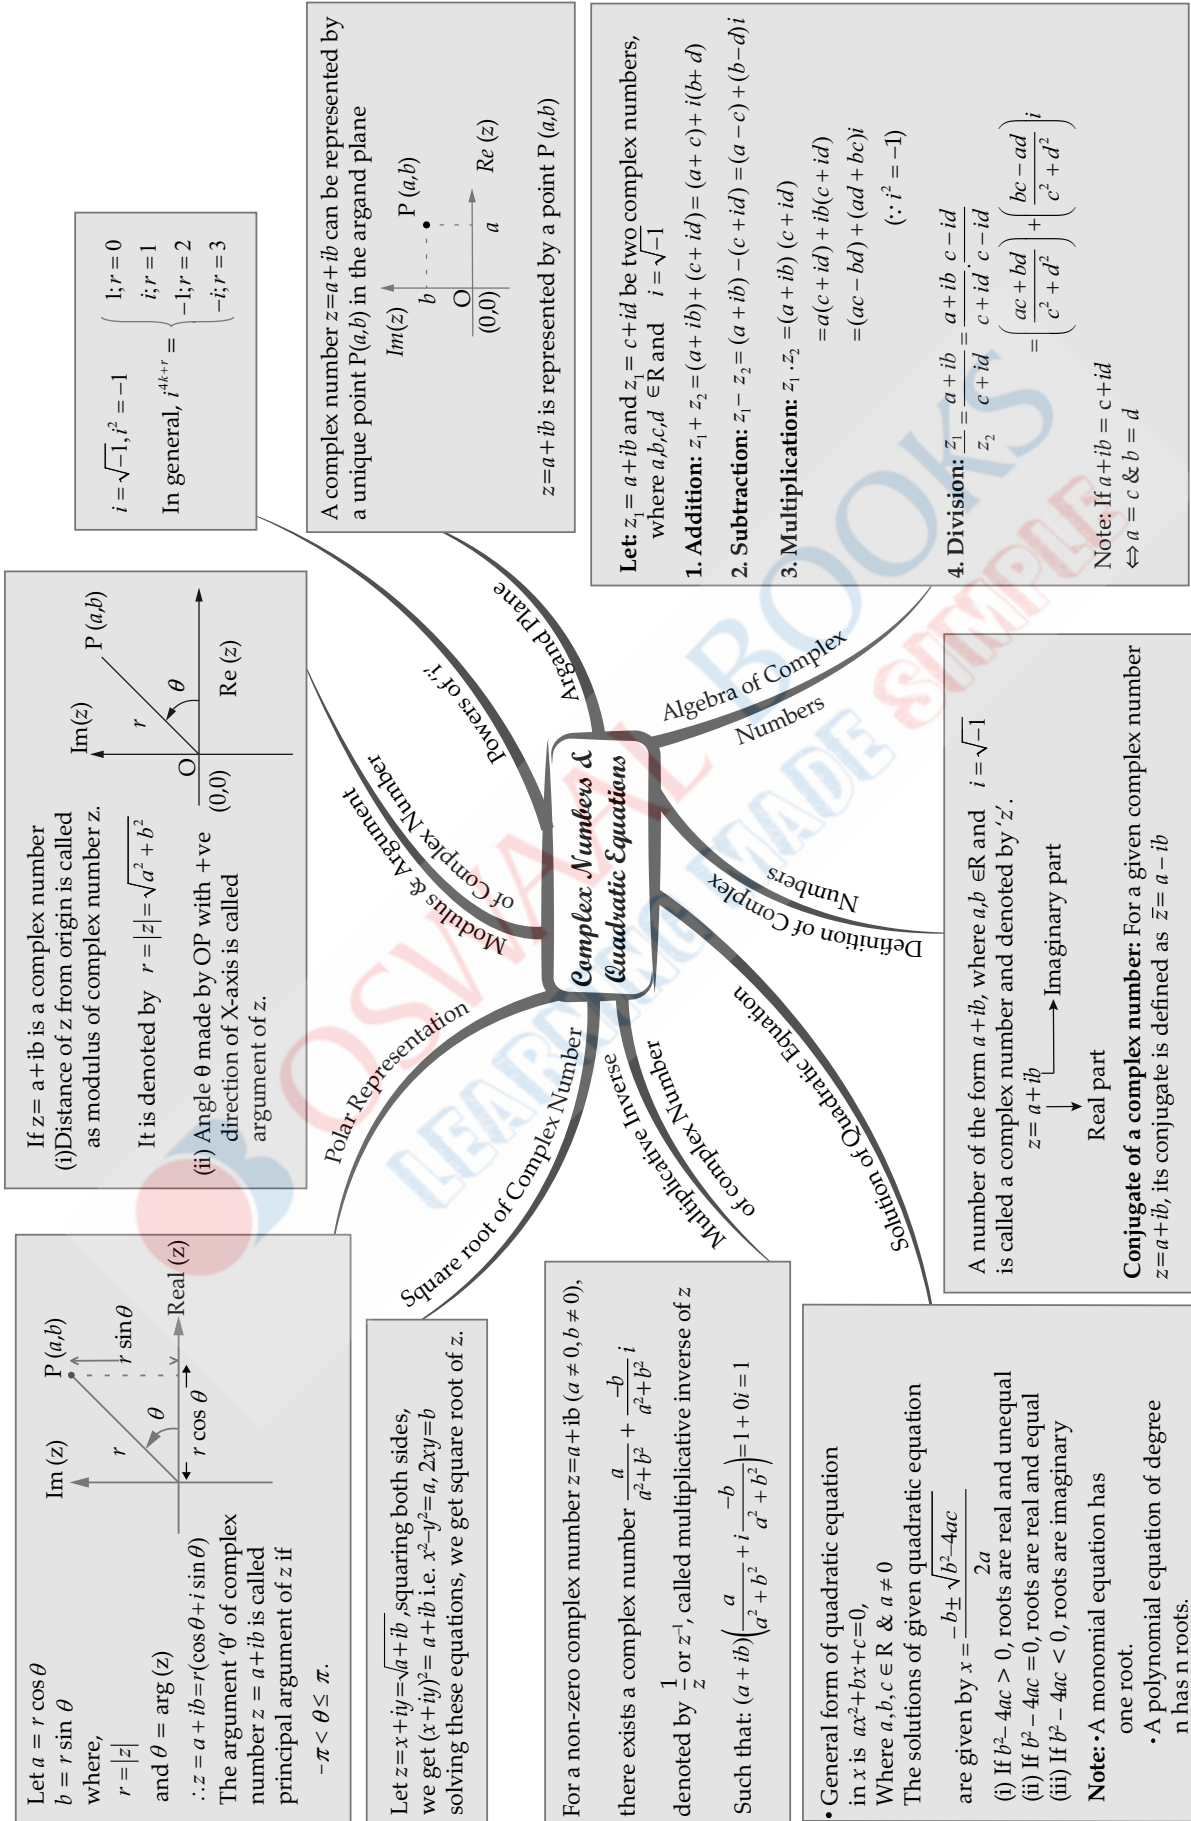 Complex Numbers &
Quadratic Equations
Definition of Complex
Numbers
A number of the form a+ib, where a,b ∈R and i = √−1
is called a complex number and denoted by 'z'.
z = a + ib
Imaginary part
Real part
Conjugate of a complex number: For a given complex number
z=a+ib, its conjugate is defined as z̅ = a − ib
Algebra of Complex
Numbers
Let: z₁ = a+ib and z₁ = c+id be two complex numbers,
where a,b,c,d ∈ R and i = √−1
1. Addition: z₁ + z₂ = (a + ib) + (c + id) = (a + c) + i(b + d)
2. Subtraction: z₁ − z₂ = (a + ib) − (c + id) = (a − c) + (b − d)i
3. Multiplication: z₁ . z₂ = (a + ib) (c + id)
= a(c + id) + ib(c + id)
= (ac − bd) + (ad + bc)i
(∵ i² = −1)
4. Division: z₁/z₂ = (a + ib)/(c + id) = (a + ib)/(c + id) . (c − id)/(c − id)
= ((ac + bd)/(c² + d²)) + ((bc − ad)/(c² + d²))i
Note: If a+ib = c+id
⇔ a = c & b = d
Argand Plane
A complex number z=a+ib can be represented by
a unique point P(a,b) in the argand plane
Im(z)
b
P (a,b)
O
(0,0)
a
Re (z)
z=a+ib is represented by a point P (a,b)
Powers of 'i'
i = √−1, i² = −1
In general, i⁴ᵏ⁺ʳ =
1; r = 0
i; r = 1
−1; r = 2
−i; r = 3
Modulus & Argument
of Complex Number
If z= a+ib is a complex number
(i)Distance of z from origin is called
as modulus of complex number z.
It is denoted by r = |z| = √(a² + b²)
(ii) Angle θ made by OP with +ve
direction of X-axis is called
argument of z.
Im(z)
P (a,b)
r
θ
O
(0,0)
Re (z)
Polar Representation
Let a = r cos θ
b = r sin θ
where,
r = |z|
and θ = arg (z)
∴ z = a + ib=r(cos θ + i sin θ)
The argument 'θ' of complex
number z = a+ib is called
principal argument of z if
−π < θ ≤ π.
Im (z)
P (a,b)
r
θ
r sin θ
r cos θ
Real (z)
Square root of Complex Number
Let z=x+iy=√(a+ib) ,squaring both sides,
we get (x+iy)²= a+ib i.e. x²−y²=a, 2xy=b
solving these equations, we get square root of z.
Multiplicative Inverse
of complex Number
For a non-zero complex number z=a+ib (a ≠ 0, b ≠ 0),
there exists a complex number a/(a²+b²) + −b/(a²+b²) i
denoted by 1/z or z⁻¹, called multiplicative inverse of z
Such that: (a + ib)(a/(a² + b²) + i −b/(a² + b²)) = 1 + 0i = 1
Solution of Quadratic Equation
• General form of quadratic equation
in x is ax²+bx+c=0,
Where a, b, c ∈ R & a ≠ 0
The solutions of given quadratic equation
are given by x = (−b ± √(b²−4ac))/2a
(i) If b²− 4ac > 0, roots are real and unequal
(ii) If b²− 4ac = 0, roots are real and equal
(iii) If b² − 4ac < 0, roots are imaginary
Note: • A monomial equation has
one root.
• A polynomial equation of degree
n has n roots.
OSWAAL BOOKS
LEARNING MADE SIMPLE